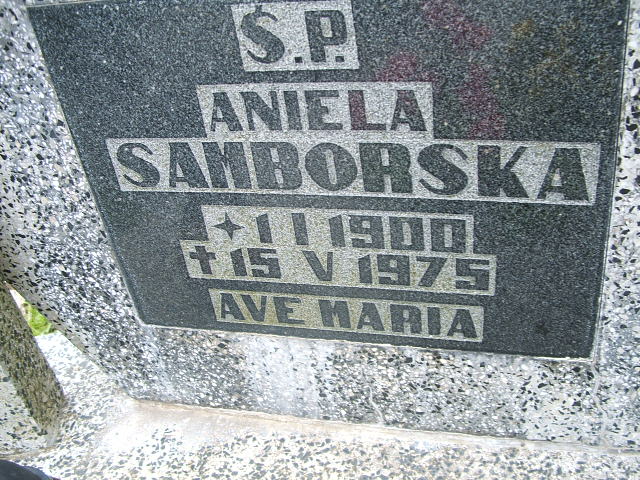 Ś.P.
ANIELA
SAMBORSKA
✦ 1 I 1900
✝ 15 V 1975
AVE MARIA